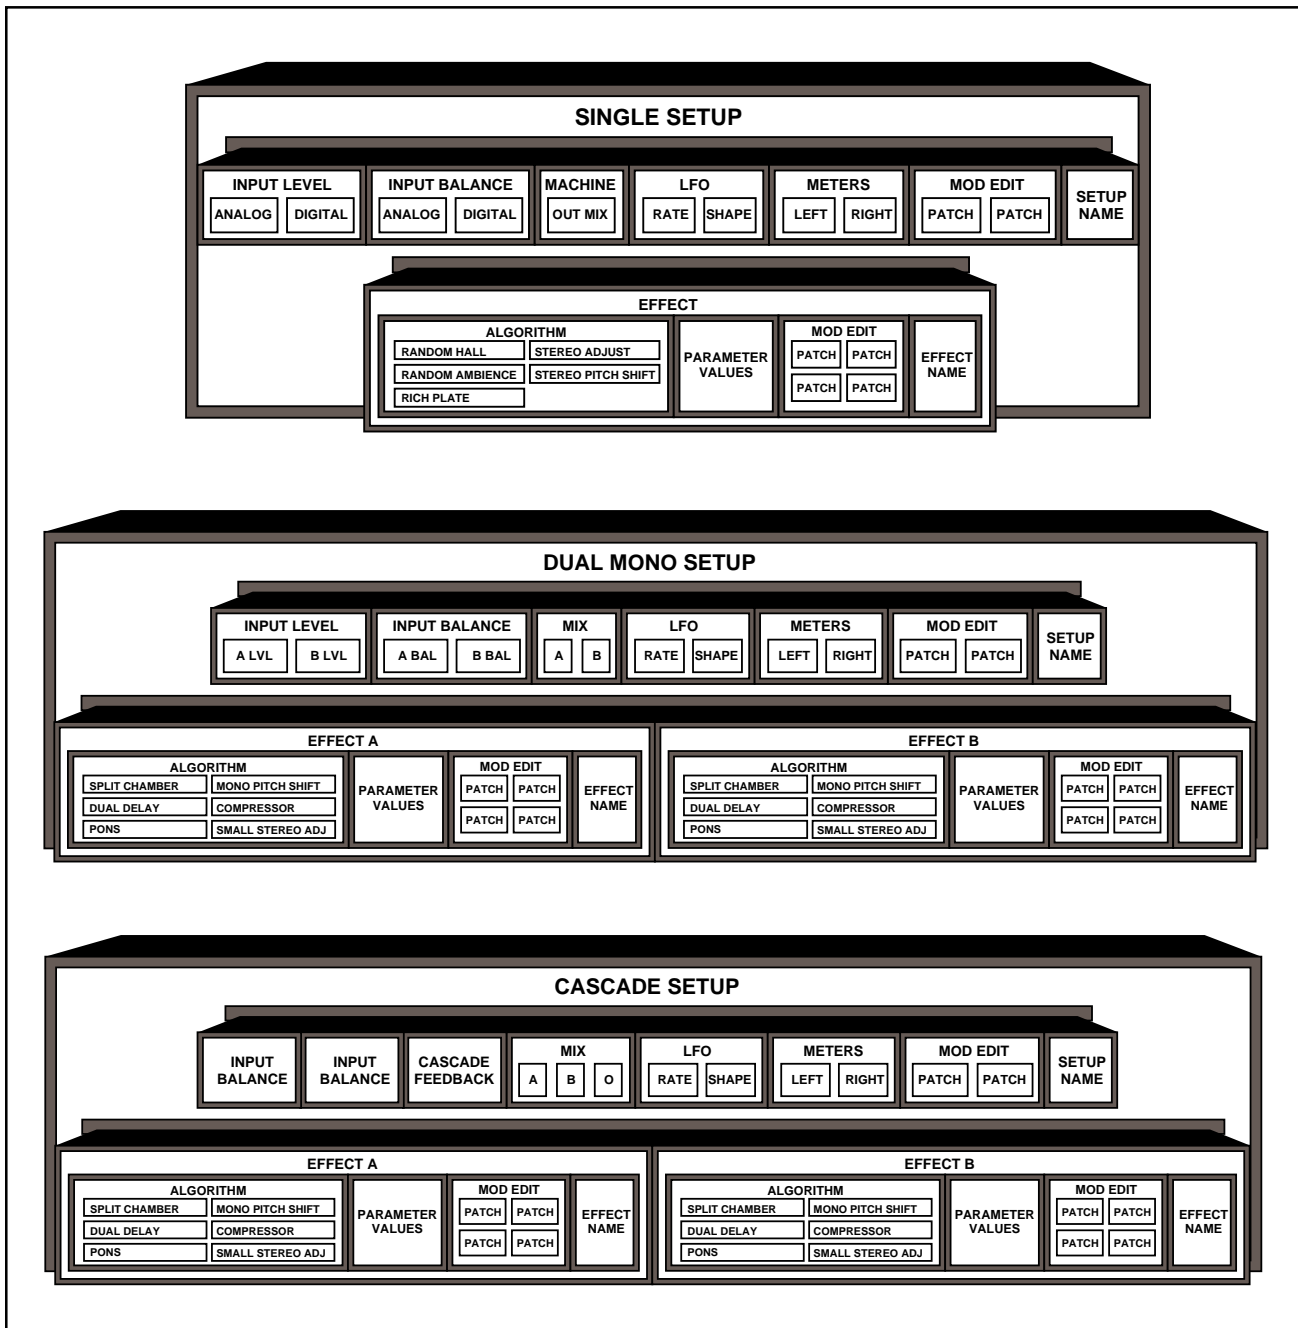 SINGLE SETUP
INPUT LEVEL INPUT BALANCE MACHINE LFO METERS MOD EDIT SETUP NAME
ANALOG DIGITAL ANALOG DIGITAL OUT MIX RATE SHAPE LEFT RIGHT PATCH PATCH
EFFECT
ALGORITHM MOD EDIT
RANDOM HALL STEREO ADJUST PARAMETER VALUES PATCH PATCH EFFECT NAME
RANDOM AMBIENCE STEREO PITCH SHIFT PATCH PATCH
RICH PLATE
DUAL MONO SETUP
INPUT LEVEL INPUT BALANCE MIX LFO METERS MOD EDIT SETUP NAME
A LVL B LVL A BAL B BAL A B RATE SHAPE LEFT RIGHT PATCH PATCH
EFFECT A
ALGORITHM MOD EDIT
SPLIT CHAMBER MONO PITCH SHIFT PARAMETER VALUES PATCH PATCH EFFECT NAME
DUAL DELAY COMPRESSOR PATCH PATCH
PONS SMALL STEREO ADJ
EFFECT B
ALGORITHM MOD EDIT
SPLIT CHAMBER MONO PITCH SHIFT PARAMETER VALUES PATCH PATCH EFFECT NAME
DUAL DELAY COMPRESSOR PATCH PATCH
PONS SMALL STEREO ADJ
CASCADE SETUP
INPUT BALANCE INPUT BALANCE CASCADE FEEDBACK MIX LFO METERS MOD EDIT SETUP NAME
A B O RATE SHAPE LEFT RIGHT PATCH PATCH
EFFECT A
ALGORITHM MOD EDIT
SPLIT CHAMBER MONO PITCH SHIFT PARAMETER VALUES PATCH PATCH EFFECT NAME
DUAL DELAY COMPRESSOR PATCH PATCH
PONS SMALL STEREO ADJ
EFFECT B
ALGORITHM MOD EDIT
SPLIT CHAMBER MONO PITCH SHIFT PARAMETER VALUES PATCH PATCH EFFECT NAME
DUAL DELAY COMPRESSOR PATCH PATCH
PONS SMALL STEREO ADJ